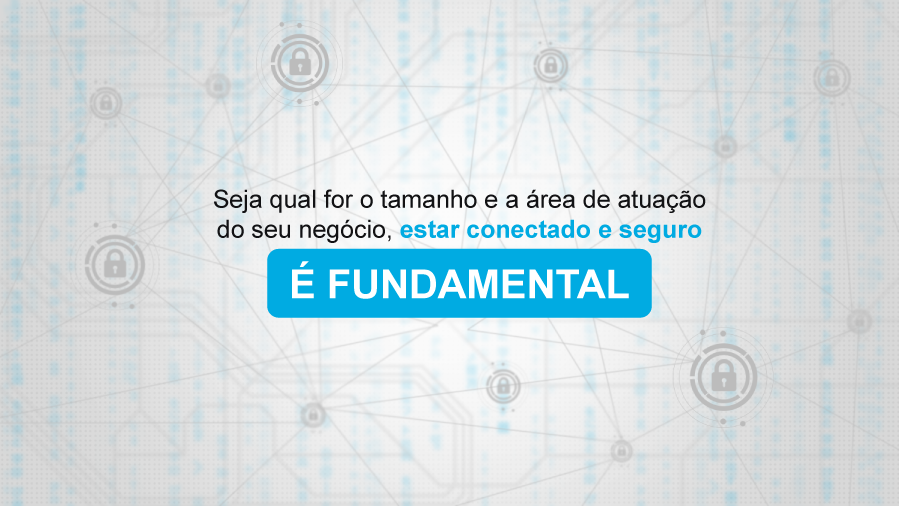 Seja qual for o tamanho e a área de atuação
do seu negócio, estar conectado e seguro
É FUNDAMENTAL